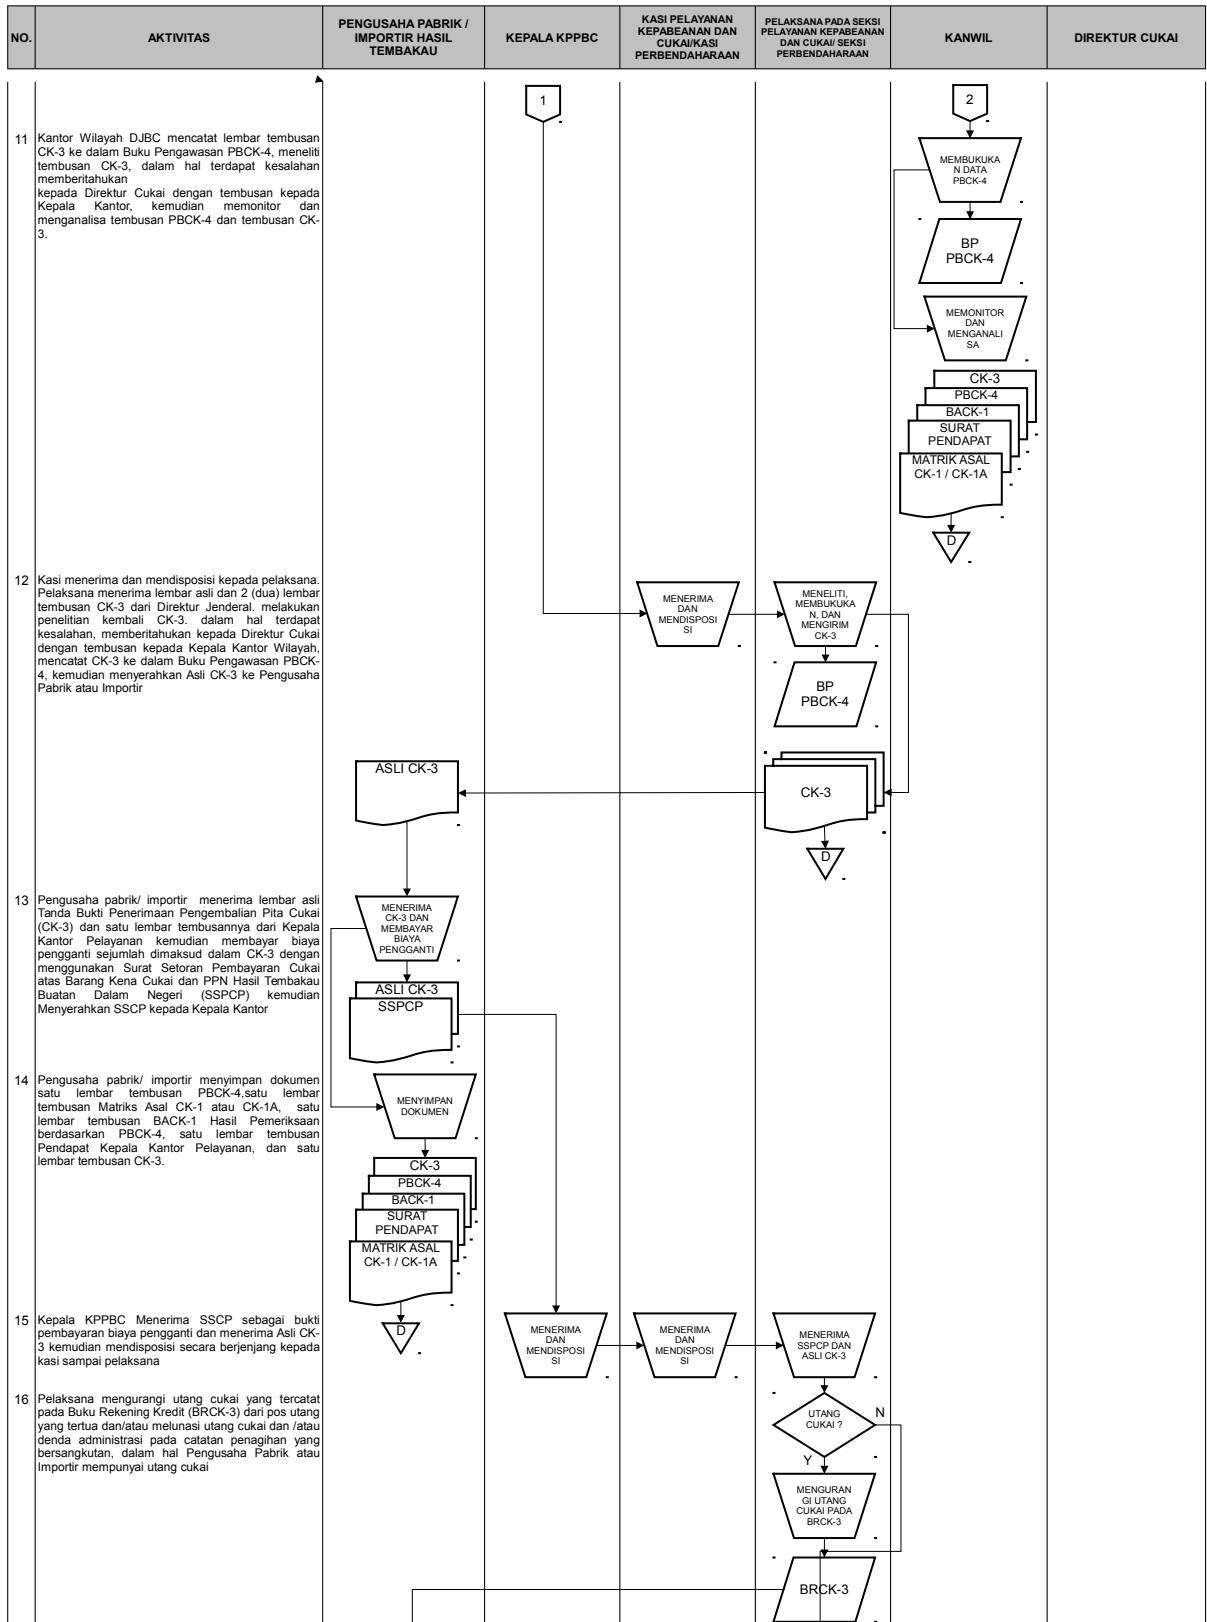 NO.
AKTIVITAS
PENGUSAHA PABRIK /
IMPORTIR HASIL
TEMBAKAU
KEPALA KPPBC
KASI PELAYANAN
KEPABEANAN DAN
CUKAI/KASI
PERBENDAHARAAN
PELAKSANA PADA SEKSI
PELAYANAN KEPABEANAN
DAN CUKAI/ SEKSI
PERBENDAHARAAN
KANWIL
DIREKTUR CUKAI
1
2
11
Kantor Wilayah DJBC mencatat lembar tembusan
CK-3 ke dalam Buku Pengawasan PBCK-4, meneliti
tembusan CK-3, dalam hal terdapat kesalahan
memberitahukan
kepada Direktur Cukai dengan tembusan kepada
Kepala Kantor, kemudian memonitor dan
menganalisa tembusan PBCK-4 dan tembusan CK-
3.
MEMBUKUKA
N DATA
PBCK-4
BP
PBCK-4
MEMONITOR
DAN
MENGANALI
SA
CK-3
PBCK-4
BACK-1
SURAT
PENDAPAT
MATRIK ASAL
CK-1 / CK-1A
D
12
Kasi menerima dan mendisposisi kepada pelaksana.
Pelaksana menerima lembar asli dan 2 (dua) lembar
tembusan CK-3 dari Direktur Jenderal. melakukan
penelitian kembali CK-3. dalam hal terdapat
kesalahan, memberitahukan kepada Direktur Cukai
dengan tembusan kepada Kepala Kantor Wilayah,
mencatat CK-3 ke dalam Buku Pengawasan PBCK-
4, kemudian menyerahkan Asli CK-3 ke Pengusaha
Pabrik atau Importir
MENERIMA
DAN
MENDISPOSI
SI
MENELITI,
MEMBUKUKA
N, DAN
MENGIRIM
CK-3
BP
PBCK-4
ASLI CK-3
CK-3
D
13
Pengusaha pabrik/ importir menerima lembar asli
Tanda Bukti Penerimaan Pengembalian Pita Cukai
(CK-3) dan satu lembar tembusannya dari Kepala
Kantor Pelayanan kemudian membayar biaya
pengganti sejumlah dimaksud dalam CK-3 dengan
menggunakan Surat Setoran Pembayaran Cukai
atas Barang Kena Cukai dan PPN Hasil Tembakau
Buatan Dalam Negeri (SSPCP) kemudian
Menyerahkan SSCP kepada Kepala Kantor
MENERIMA
CK-3 DAN
MEMBAYAR
BIAYA
PENGGANTI
ASLI CK-3
SSPCP
14
Pengusaha pabrik/ importir menyimpan dokumen
satu lembar tembusan PBCK-4,satu lembar
tembusan Matriks Asal CK-1 atau CK-1A, satu
lembar tembusan BACK-1 Hasil Pemeriksaan
berdasarkan PBCK-4, satu lembar tembusan
Pendapat Kepala Kantor Pelayanan, dan satu
lembar tembusan CK-3.
MENYIMPAN
DOKUMEN
CK-3
PBCK-4
BACK-1
SURAT
PENDAPAT
MATRIK ASAL
CK-1 / CK-1A
D
15
Kepala KPPBC Menerima SSCP sebagai bukti
pembayaran biaya pengganti dan menerima Asli CK-
3 kemudian mendisposisi secara berjenjang kepada
kasi sampai pelaksana
MENERIMA
DAN
MENDISPOSI
SI
MENERIMA
DAN
MENDISPOSI
SI
MENERIMA
SSPCP DAN
ASLI CK-3
16
Pelaksana mengurangi utang cukai yang tercatat
pada Buku Rekening Kredit (BRCK-3) dari pos utang
yang tertua dan/atau melunasi utang cukai dan /atau
denda administrasi pada catatan penagihan yang
bersangkutan, dalam hal Pengusaha Pabrik atau
Importir mempunyai utang cukai
UTANG
CUKAI ?
N
Y
MENGURAN
GI UTANG
CUKAI PADA
BRCK-3
BRCK-3